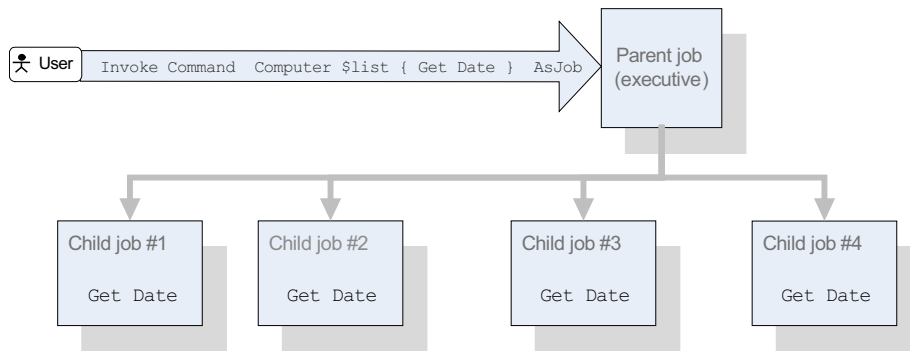 User
Invoke Command Computer $list { Get Date } AsJob
Parent job
(executive)
Child job #1
Get Date
Child job #2
Get Date
Child job #3
Get Date
Child job #4
Get Date